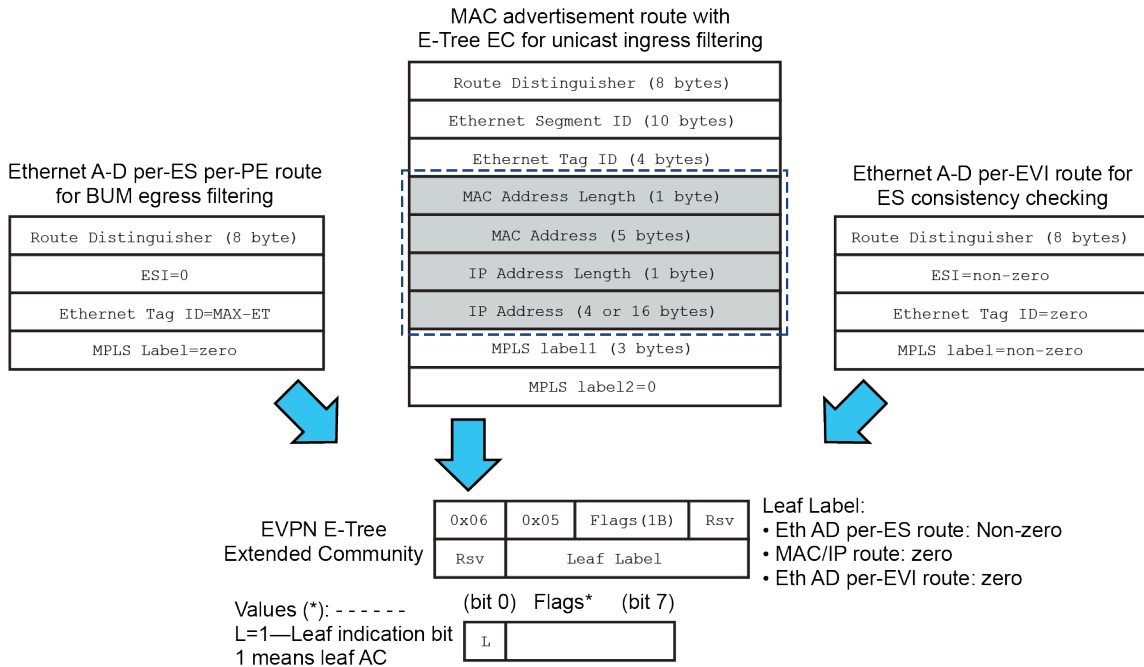 MAC advertisement route with
E-Tree EC for unicast ingress filtering
Route Distinguisher (8 bytes)
Ethernet Segment ID (10 bytes)
Ethernet Tag ID (4 bytes)
MAC Address Length (1 byte)
MAC Address (5 bytes)
IP Address Length (1 byte)
IP Address (4 or 16 bytes)
MPLS label1 (3 bytes)
MPLS label2=0
Ethernet A-D per-ES per-PE route
for BUM egress filtering
Route Distinguisher (8 byte)
ESI=0
Ethernet Tag ID=MAX-ET
MPLS Label=zero
Ethernet A-D per-EVI route for
ES consistency checking
Route Distinguisher (8 bytes)
ESI=non-zero
Ethernet Tag ID=zero
MPLS label=non-zero
EVPN E-Tree
Extended Community
0x06 0x05 Flags(1B) Rsv
Rsv Leaf Label
Leaf Label:
• Eth AD per-ES route: Non-zero
• MAC/IP route: zero
• Eth AD per-EVI route: zero
(bit 0) Flags* (bit 7)
L
Values (*): - - - - - -
L=1—Leaf indication bit
1 means leaf AC